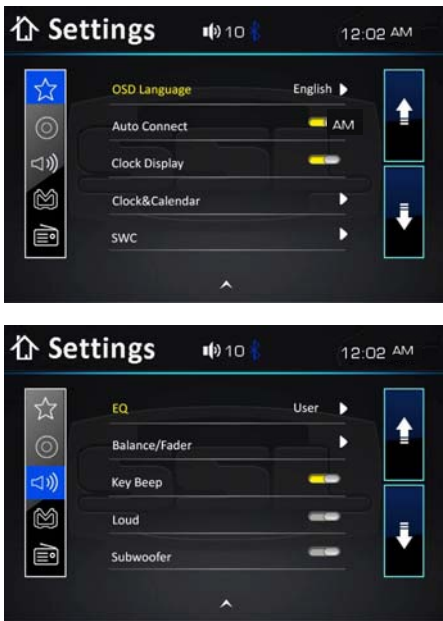 Settings 10 12:02 AM
OSD Language English
Auto Connect AM
Clock Display
Clock&Calendar
SWC
Settings 10 12:02 AM
EQ User
Balance/Fader
Key Beep
Loud
Subwoofer